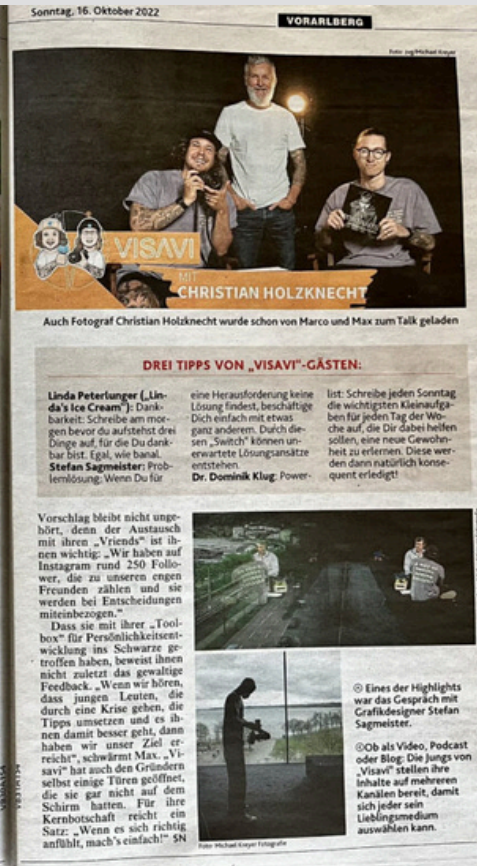 Sonntag, 16. Oktober 2022
VORARLBERG
Foto: Jug/Michael Kreyer
VISAVI
MIT
CHRISTIAN HOLZKNECHT
Auch Fotograf Christian Holzknecht wurde schon von Marco und Max zum Talk geladen
DREI TIPPS VON „VISAVI"-GÄSTEN:
Linda Peterlunger („Lin-
da's Ice Cream"): Dank-
barkeit: Schreibe am mor-
gen bevor du aufstehst drei
Dinge auf, für die Du dank-
bar bist. Egal, wie banal.
Stefan Sagmeister: Prob-
lemlösung: Wenn Du für
eine Herausforderung keine
Lösung findest, beschäftige
Dich einfach mit etwas
ganz anderem. Durch die-
sen „Switch" können un-
erwartete Lösungsansätze
entstehen.
Dr. Dominik Klug: Power-
list: Schreibe jeden Sonntag
die wichtigsten Kleinaufga-
ben für jeden Tag der Wo-
che auf, die Dir dabei helfen
sollen, eine neue Gewohn-
heit zu erlernen. Diese wer-
den dann natürlich konse-
quent erledigt!
Vorschlag bleibt nicht unge-
hört, denn der Austausch
mit ihren „Vriends" ist ih-
nen wichtig: „Wir haben auf
Instagram rund 250 Follo-
wer, die zu unseren engen
Freunden zählen und sie
werden bei Entscheidungen
miteinbezogen."
Dass sie mit ihrer „Tool-
box" für Persönlichkeitsent-
wicklung ins Schwarze ge-
troffen haben, beweist ihnen
nicht zuletzt das gewaltige
Feedback. „Wenn wir hören,
dass jungen Leuten, die
durch eine Krise gehen, die
Tipps umsetzen und es ih-
nen damit besser geht, dann
haben wir unser Ziel er-
reicht", schwärmt Max. „Vi-
savi" hat auch den Gründern
selbst einige Türen geöffnet,
die sie gar nicht auf dem
Schirm hatten. Für ihre
Kernbotschaft reicht ein
Satz: „Wenn es sich richtig
anfühlt, mach's einfach!" SN
Foto: Michael Kreyer Fotografie
Eines der Highlights
war das Gespräch mit
Grafikdesigner Stefan
Sagmeister.
Ob als Video, Podcast
oder Blog: Die Jungs von
„Visavi" stellen ihre
Inhalte auf mehreren
Kanälen bereit, damit
sich jeder sein
Lieblingsmedium
auswählen kann.